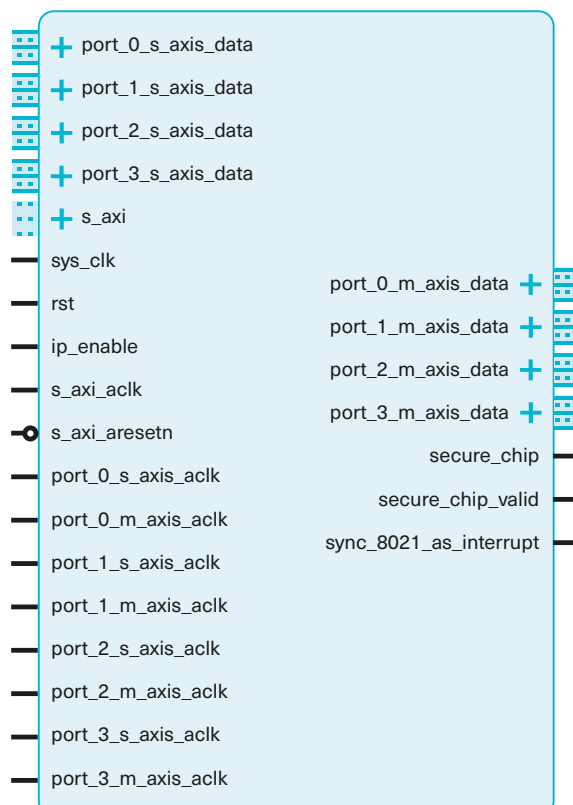 port_0_s_axis_data
port_1_s_axis_data
port_2_s_axis_data
port_3_s_axis_data
s_axi
sys_clk
rst
ip_enable
s_axi_aclk
s_axi_aresetn
port_0_s_axis_aclk
port_0_m_axis_aclk
port_1_s_axis_aclk
port_1_m_axis_aclk
port_2_s_axis_aclk
port_2_m_axis_aclk
port_3_s_axis_aclk
port_3_m_axis_aclk
port_0_m_axis_data
port_1_m_axis_data
port_2_m_axis_data
port_3_m_axis_data
secure_chip
secure_chip_valid
sync_8021_as_interrupt